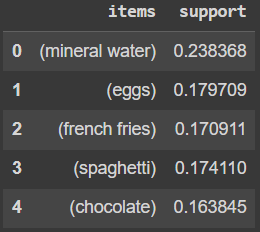 items support
0 (mineral water) 0.238368
1 (eggs) 0.179709
2 (french fries) 0.170911
3 (spaghetti) 0.174110
4 (chocolate) 0.163845